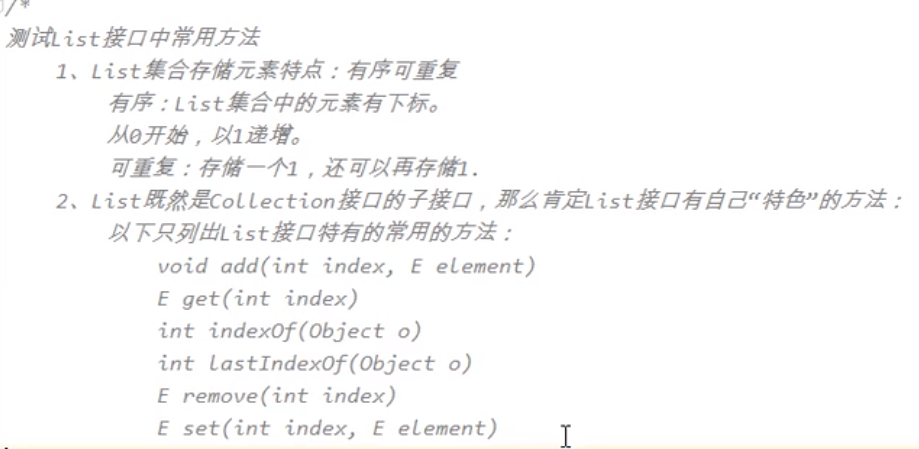 /*
测试List接口中常用方法
1、List集合存储元素特点：有序可重复
有序：List集合中的元素有下标。
从0开始，以1递增。
可重复：存储一个1，还可以再存储1.
2、List既然是Collection接口的子接口，那么肯定List接口有自己“特色”的方法：
以下只列出List接口特有的常用的方法：
void add(int index, E element)
E get(int index)
int indexOf(Object o)
int lastIndexOf(Object o)
E remove(int index)
E set(int index, E element)